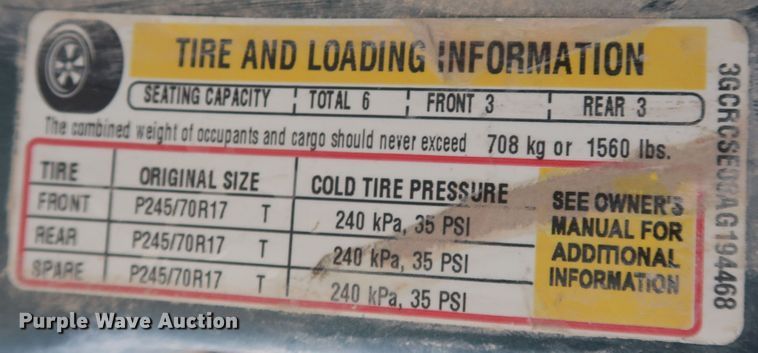 TIRE AND LOADING INFORMATION
SEATING CAPACITY TOTAL 6 FRONT 3 REAR 3
The combined weight of occupants and cargo should never exceed 708 kg or 1560 lbs.
TIRE ORIGINAL SIZE COLD TIRE PRESSURE
FRONT P245/70R17 T 240 kPa, 35 PSI
REAR P245/70R17 T 240 kPa, 35 PSI
SPARE P245/70R17 T 240 kPa, 35 PSI
SEE OWNER'S
MANUAL FOR
ADDITIONAL
INFORMATION
Purple Wave Auction